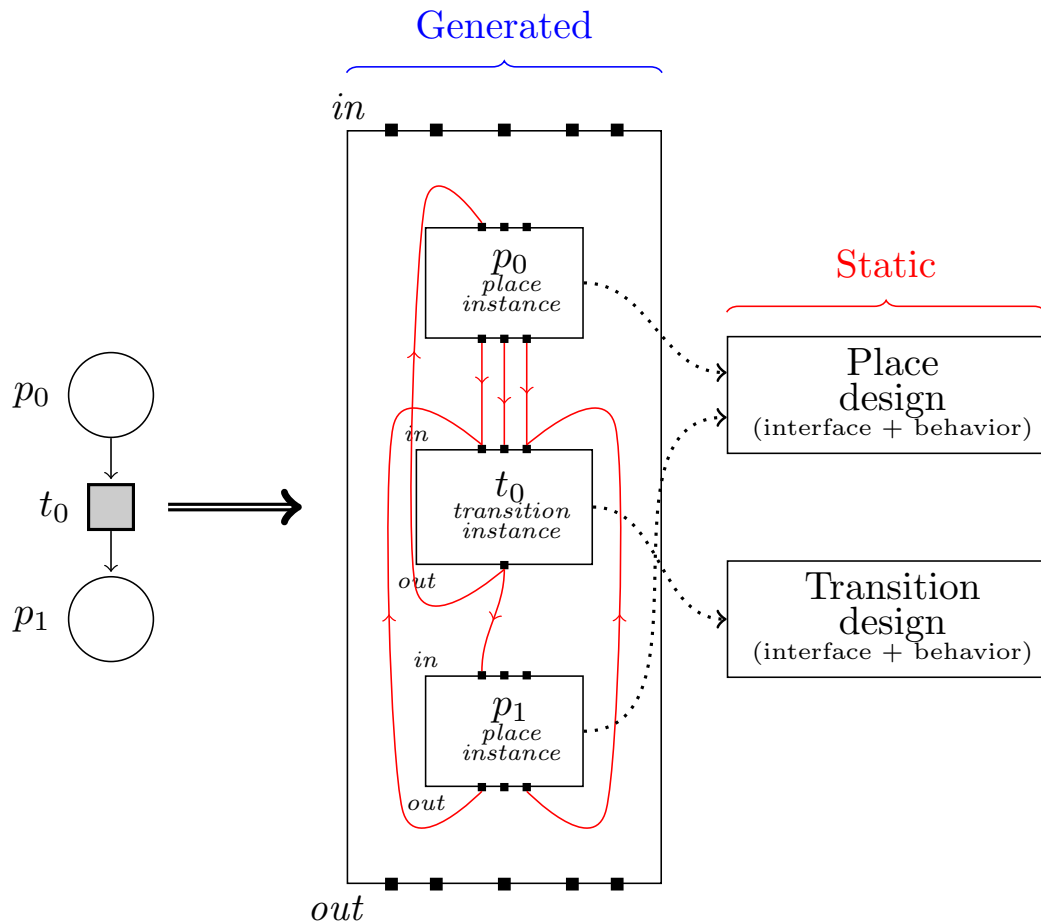 Generated
in
p₀
place
instance
Static
Place
design
(interface + behavior)
p₀
in
t₀
t₀
transition
instance
out
Transition
design
(interface + behavior)
p₁
in
p₁
place
instance
out
out